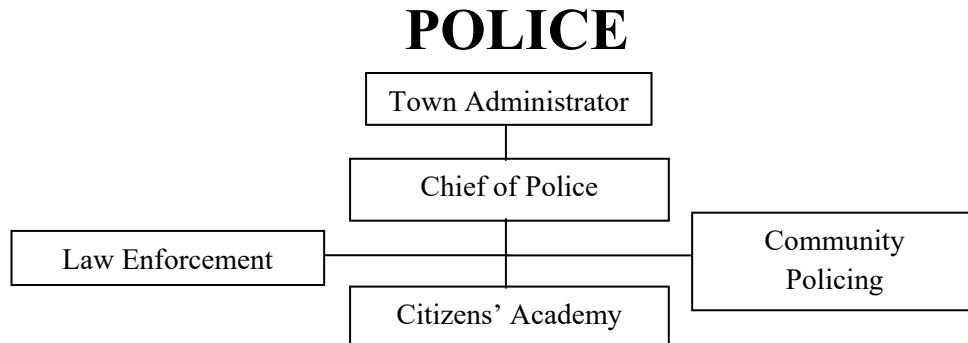 POLICE
Town Administrator
Chief of Police
Law Enforcement
Community
Policing
Citizens’ Academy